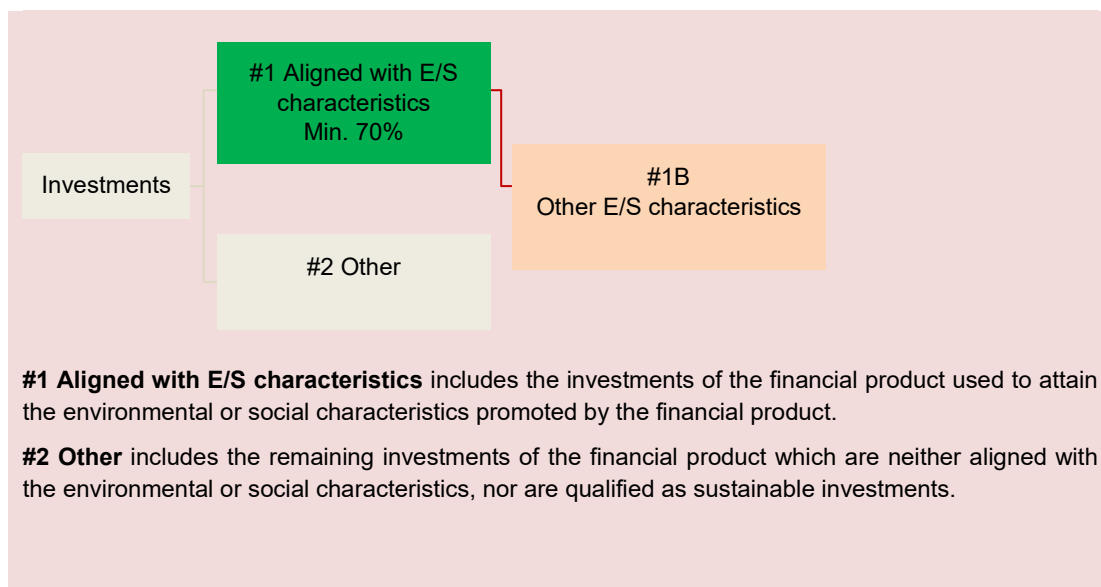 #1 Aligned with E/S
characteristics
Min. 70%
Investments
#1B
Other E/S characteristics
#2 Other
#1 Aligned with E/S characteristics includes the investments of the financial product used to attain
the environmental or social characteristics promoted by the financial product.
#2 Other includes the remaining investments of the financial product which are neither aligned with
the environmental or social characteristics, nor are qualified as sustainable investments.